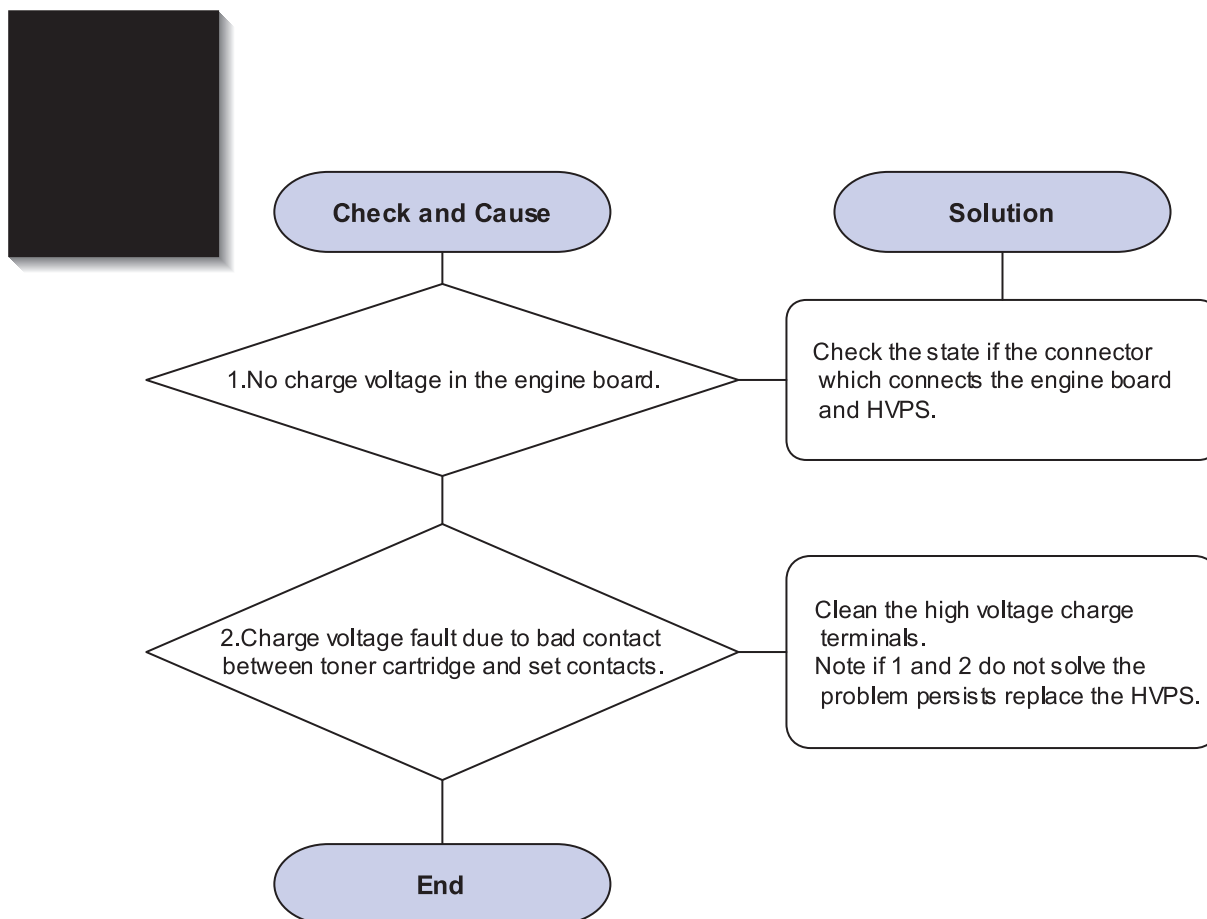 Check and Cause
Solution
1.No charge voltage in the engine board.
Check the state if the connector
which connects the engine board
and HVPS.
2.Charge voltage fault due to bad contact
between toner cartridge and set contacts.
Clean the high voltage charge
terminals.
Note if 1 and 2 do not solve the
problem persists replace the HVPS.
End